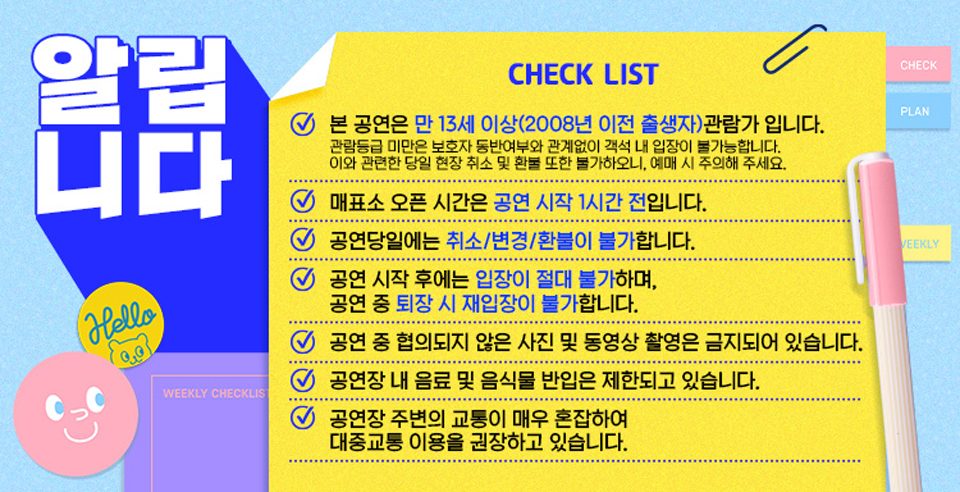 알립
니다
CHECK LIST
본 공연은 만 13세 이상(2008년 이전 출생자)관람가 입니다.
관람등급 미만은 보호자 동반여부와 관계없이 객석 내 입장이 불가능합니다.
이와 관련한 당일 현장 취소 및 환불 또한 불가하오니, 예매 시 주의해 주세요.
매표소 오픈 시간은 공연 시작 1시간 전입니다.
공연당일에는 취소/변경/환불이 불가합니다.
공연 시작 후에는 입장이 절대 불가하며,
공연 중 퇴장 시 재입장이 불가합니다.
공연 중 협의되지 않은 사진 및 동영상 촬영은 금지되어 있습니다.
공연장 내 음료 및 음식물 반입은 제한되고 있습니다.
공연장 주변의 교통이 매우 혼잡하여
대중교통 이용을 권장하고 있습니다.
CHECK
PLAN
WEEKLY
Hello
WEEKLY CHECKLIST